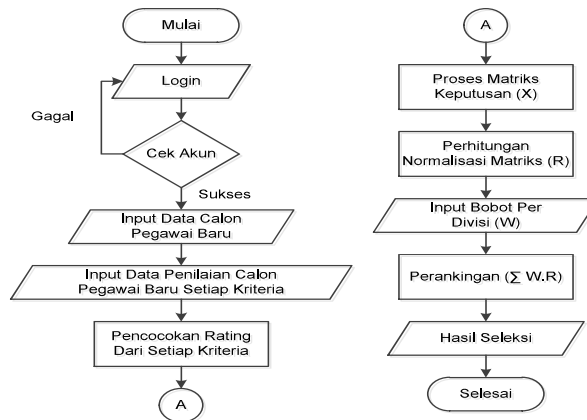 Mulai
Login
Gagal
Cek Akun
Sukses
Input Data Calon
Pegawai Baru
Input Data Penilaian Calon
Pegawai Baru Setiap Kriteria
Pencocokan Rating
Dari Setiap Kriteria
A
A
Proses Matriks
Keputusan (X)
Perhitungan
Normalisasi Matriks (R)
Input Bobot Per
Divisi (W)
Perankingan (∑ W.R)
Hasil Seleksi
Selesai